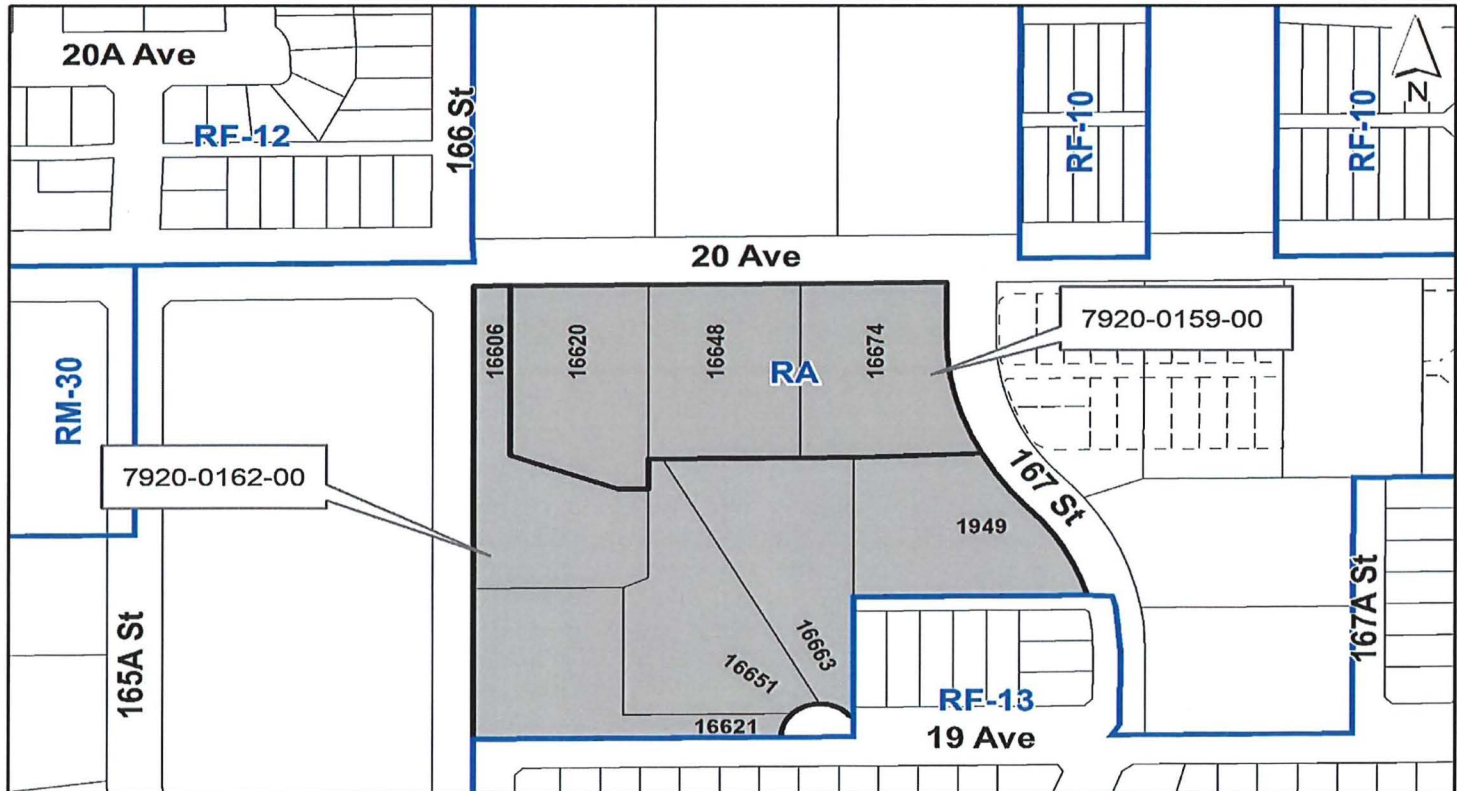 20A Ave
RF-12
166 St
RF-10
RF-10
N
20 Ave
16606
16620
16648
16674
RA
7920-0159-00
RM-30
7920-0162-00
167 St
1949
165A St
16651
16663
167A St
16621
RF-13
19 Ave